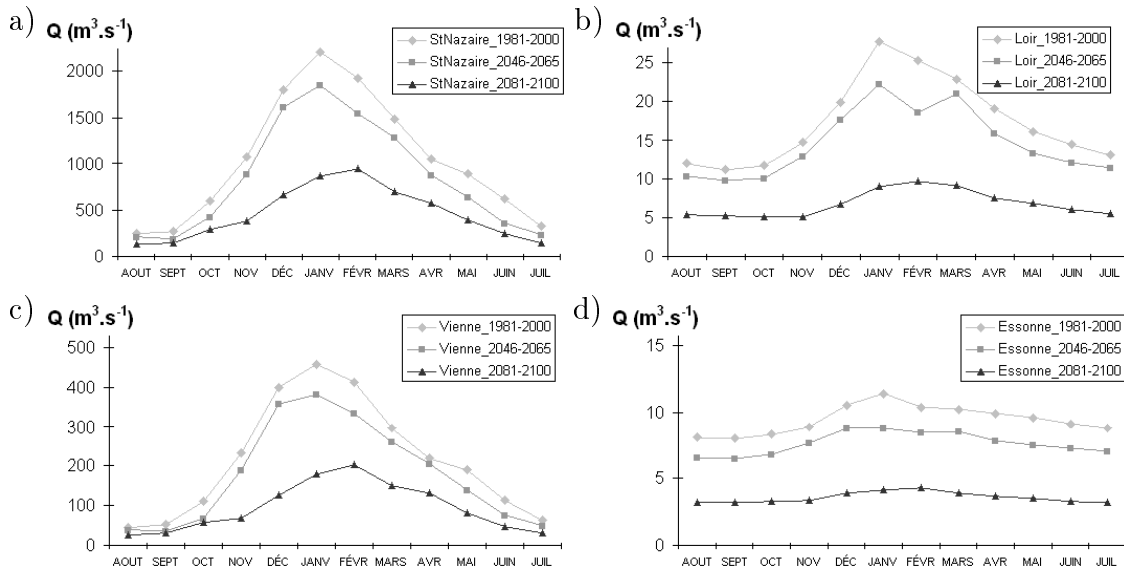 a)
Q (m³.s⁻¹)
StNazaire_1981-2000
StNazaire_2046-2065
StNazaire_2081-2100
2000
1500
1000
500
0
AOUT SEPT OCT NOV DÉC JANV FÉVR MARS AVR MAI JUIN JUIL
b)
Q (m³.s⁻¹)
Loir_1981-2000
Loir_2046-2065
Loir_2081-2100
25
20
15
10
5
0
AOUT SEPT OCT NOV DÉC JANV FÉVR MARS AVR MAI JUIN JUIL
c)
Q (m³.s⁻¹)
Vienne_1981-2000
Vienne_2046-2065
Vienne_2081-2100
500
400
300
200
100
0
AOUT SEPT OCT NOV DÉC JANV FÉVR MARS AVR MAI JUIN JUIL
d)
Q (m³.s⁻¹)
Essonne_1981-2000
Essonne_2046-2065
Essonne_2081-2100
15
10
5
0
AOUT SEPT OCT NOV DÉC JANV FÉVR MARS AVR MAI JUIN JUIL